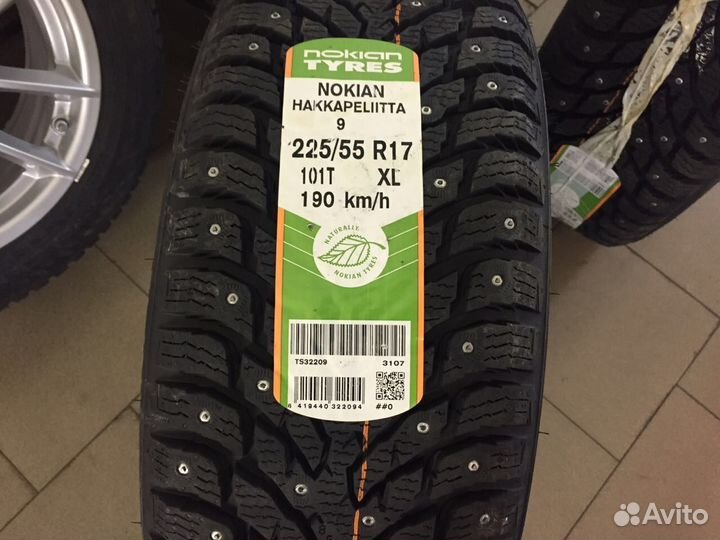 nokian
TYRES
NOKIAN
HAKKAPELIITTA
9
225/55 R17
101T XL
190 km/h
NATURALLY
NOKIAN TYRES
TS32209 3107
6 419440 322094
##0
Avito